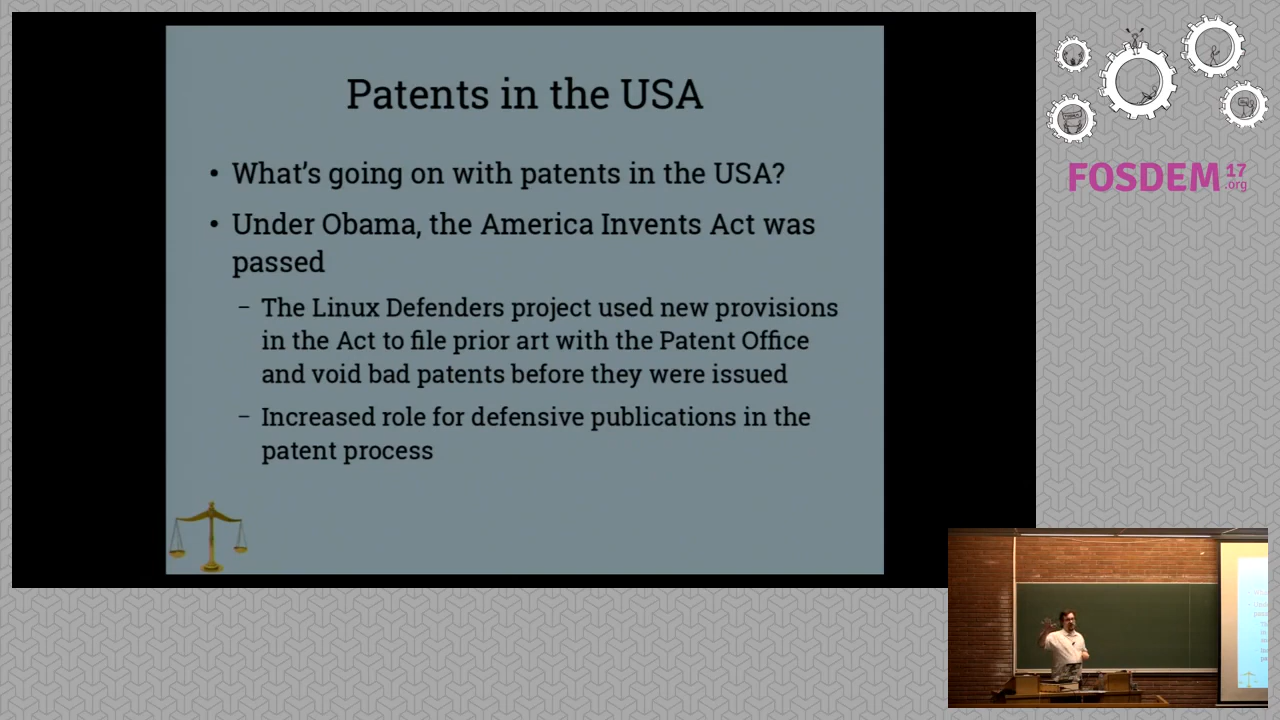 Patents in the USA
• What's going on with patents in the USA?
• Under Obama, the America Invents Act was
passed
– The Linux Defenders project used new provisions
in the Act to file prior art with the Patent Office
and void bad patents before they were issued
– Increased role for defensive publications in the
patent process
FOSDEM 17
.org